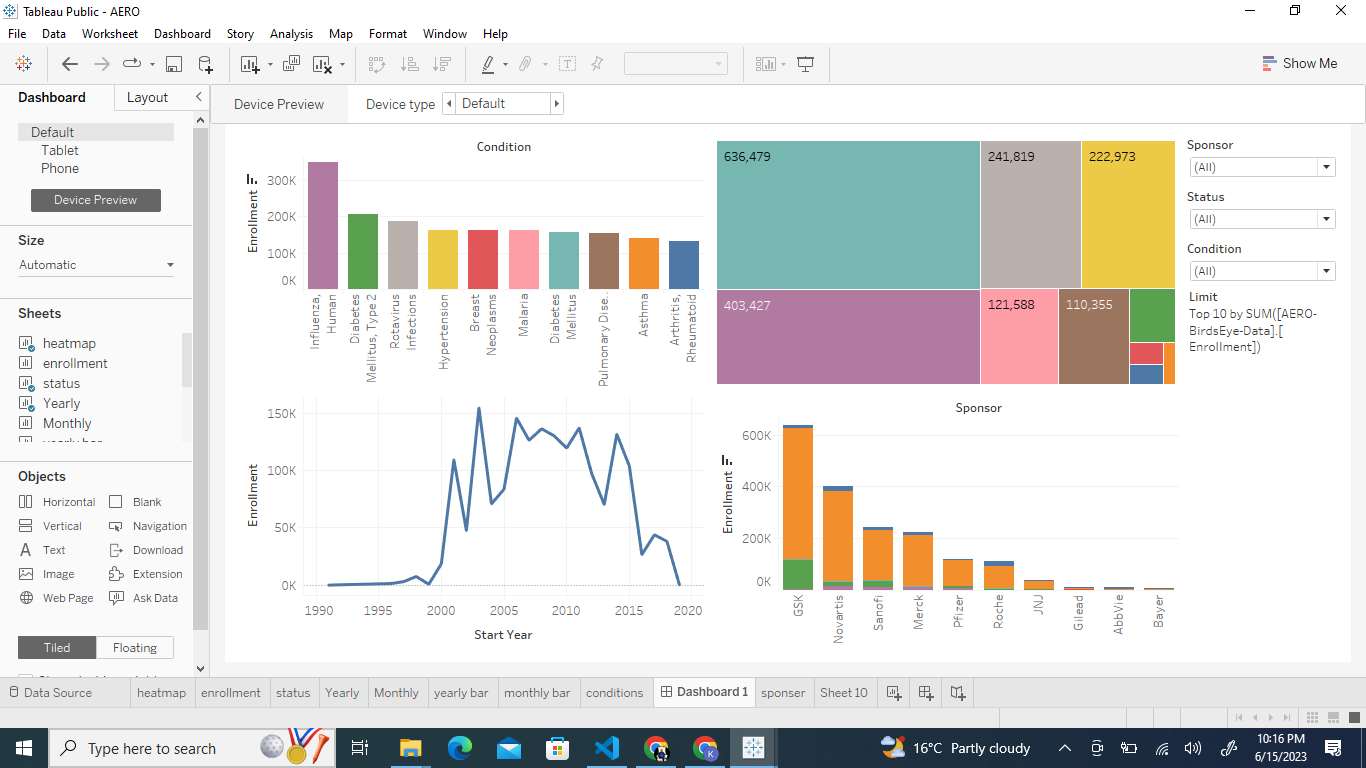 Tableau Public - AERO
File Data Worksheet Dashboard Story Analysis Map Format Window Help
Show Me
Dashboard Layout
Device Preview Device type Default
Default
Tablet
Phone
Device Preview
Size
Automatic
Sheets
heatmap
enrollment
status
Yearly
Monthly
yearly bar
Objects
Horizontal Blank
Vertical Navigation
Text Download
Image Extension
Web Page Ask Data
Tiled Floating
Condition
Enrollment
300K
200K
100K
0K
Influenza, Human
Diabetes Mellitus, Type 2
Rotavirus Infections
Hypertension
Breast Neoplasms
Malaria
Diabetes Mellitus
Pulmonary Dise..
Asthma
Arthritis, Rheumatoid
636,479 241,819 222,973
403,427 121,588 110,355
Sponsor
(All)
Status
(All)
Condition
(All)
Limit
Top 10 by SUM([AERO-
BirdsEye-Data].[
Enrollment])
Enrollment
150K
100K
50K
0K
1990 1995 2000 2005 2010 2015 2020
Start Year
Sponsor
Enrollment
600K
400K
200K
0K
GSK
Novartis
Sanofi
Merck
Pfizer
Roche
JNJ
Gilead
AbbVie
Bayer
Data Source heatmap enrollment status Yearly Monthly yearly bar monthly bar conditions Dashboard 1 sponser Sheet 10
Type here to search
16°C Partly cloudy
10:16 PM
6/15/2023